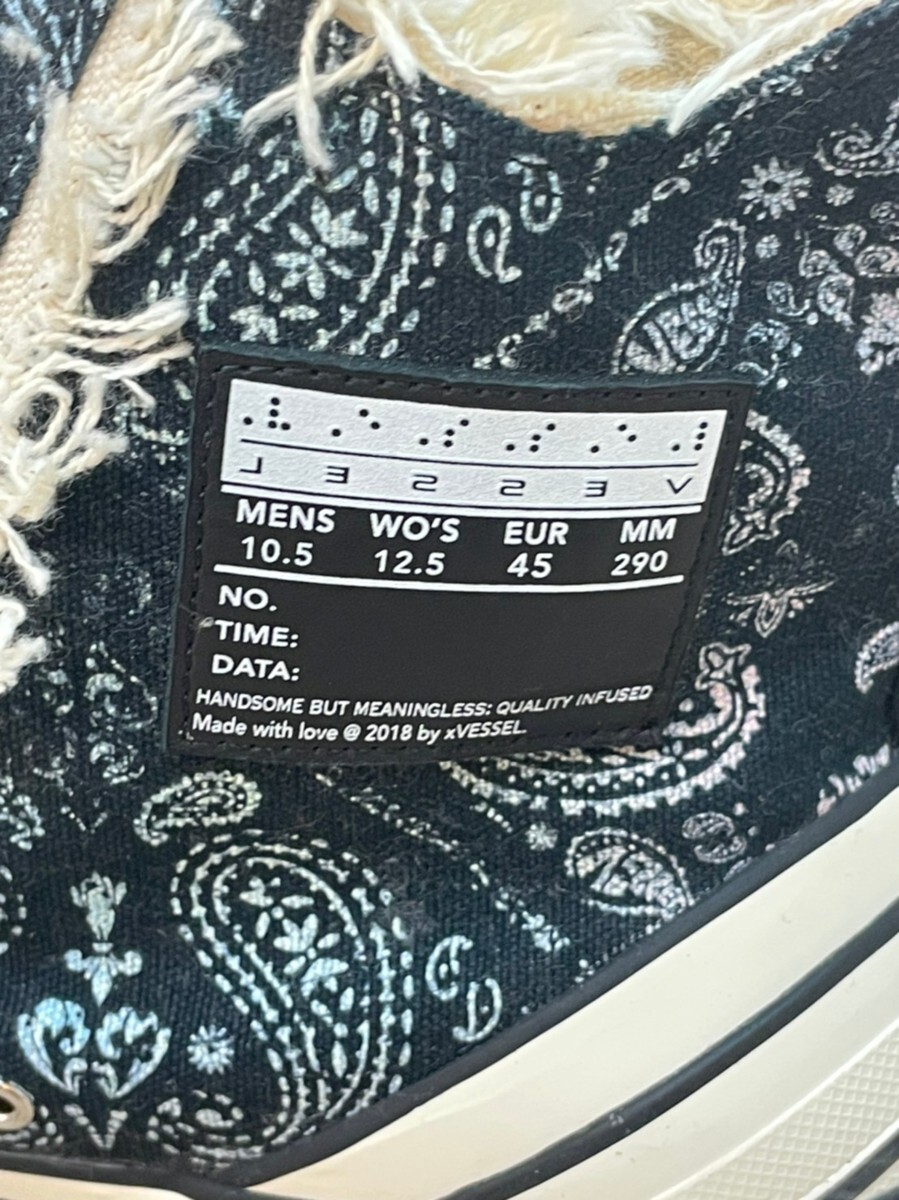 VESSEL
MENS WO'S EUR MM
10.5 12.5 45 290
NO.
TIME:
DATA:
HANDSOME BUT MEANINGLESS: QUALITY INFUSED
Made with love @ 2018 by xVESSEL.